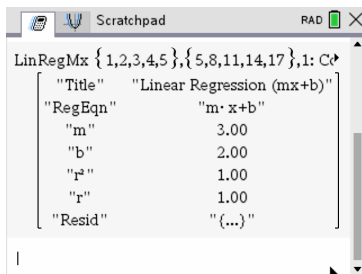 Scratchpad RAD
LinRegMx {1,2,3,4,5},{5,8,11,14,17},1: Co
"Title" "Linear Regression (mx+b)"
"RegEqn" "m· x+b"
"m" 3.00
"b" 2.00
"r²" 1.00
"r" 1.00
"Resid" "{...}"